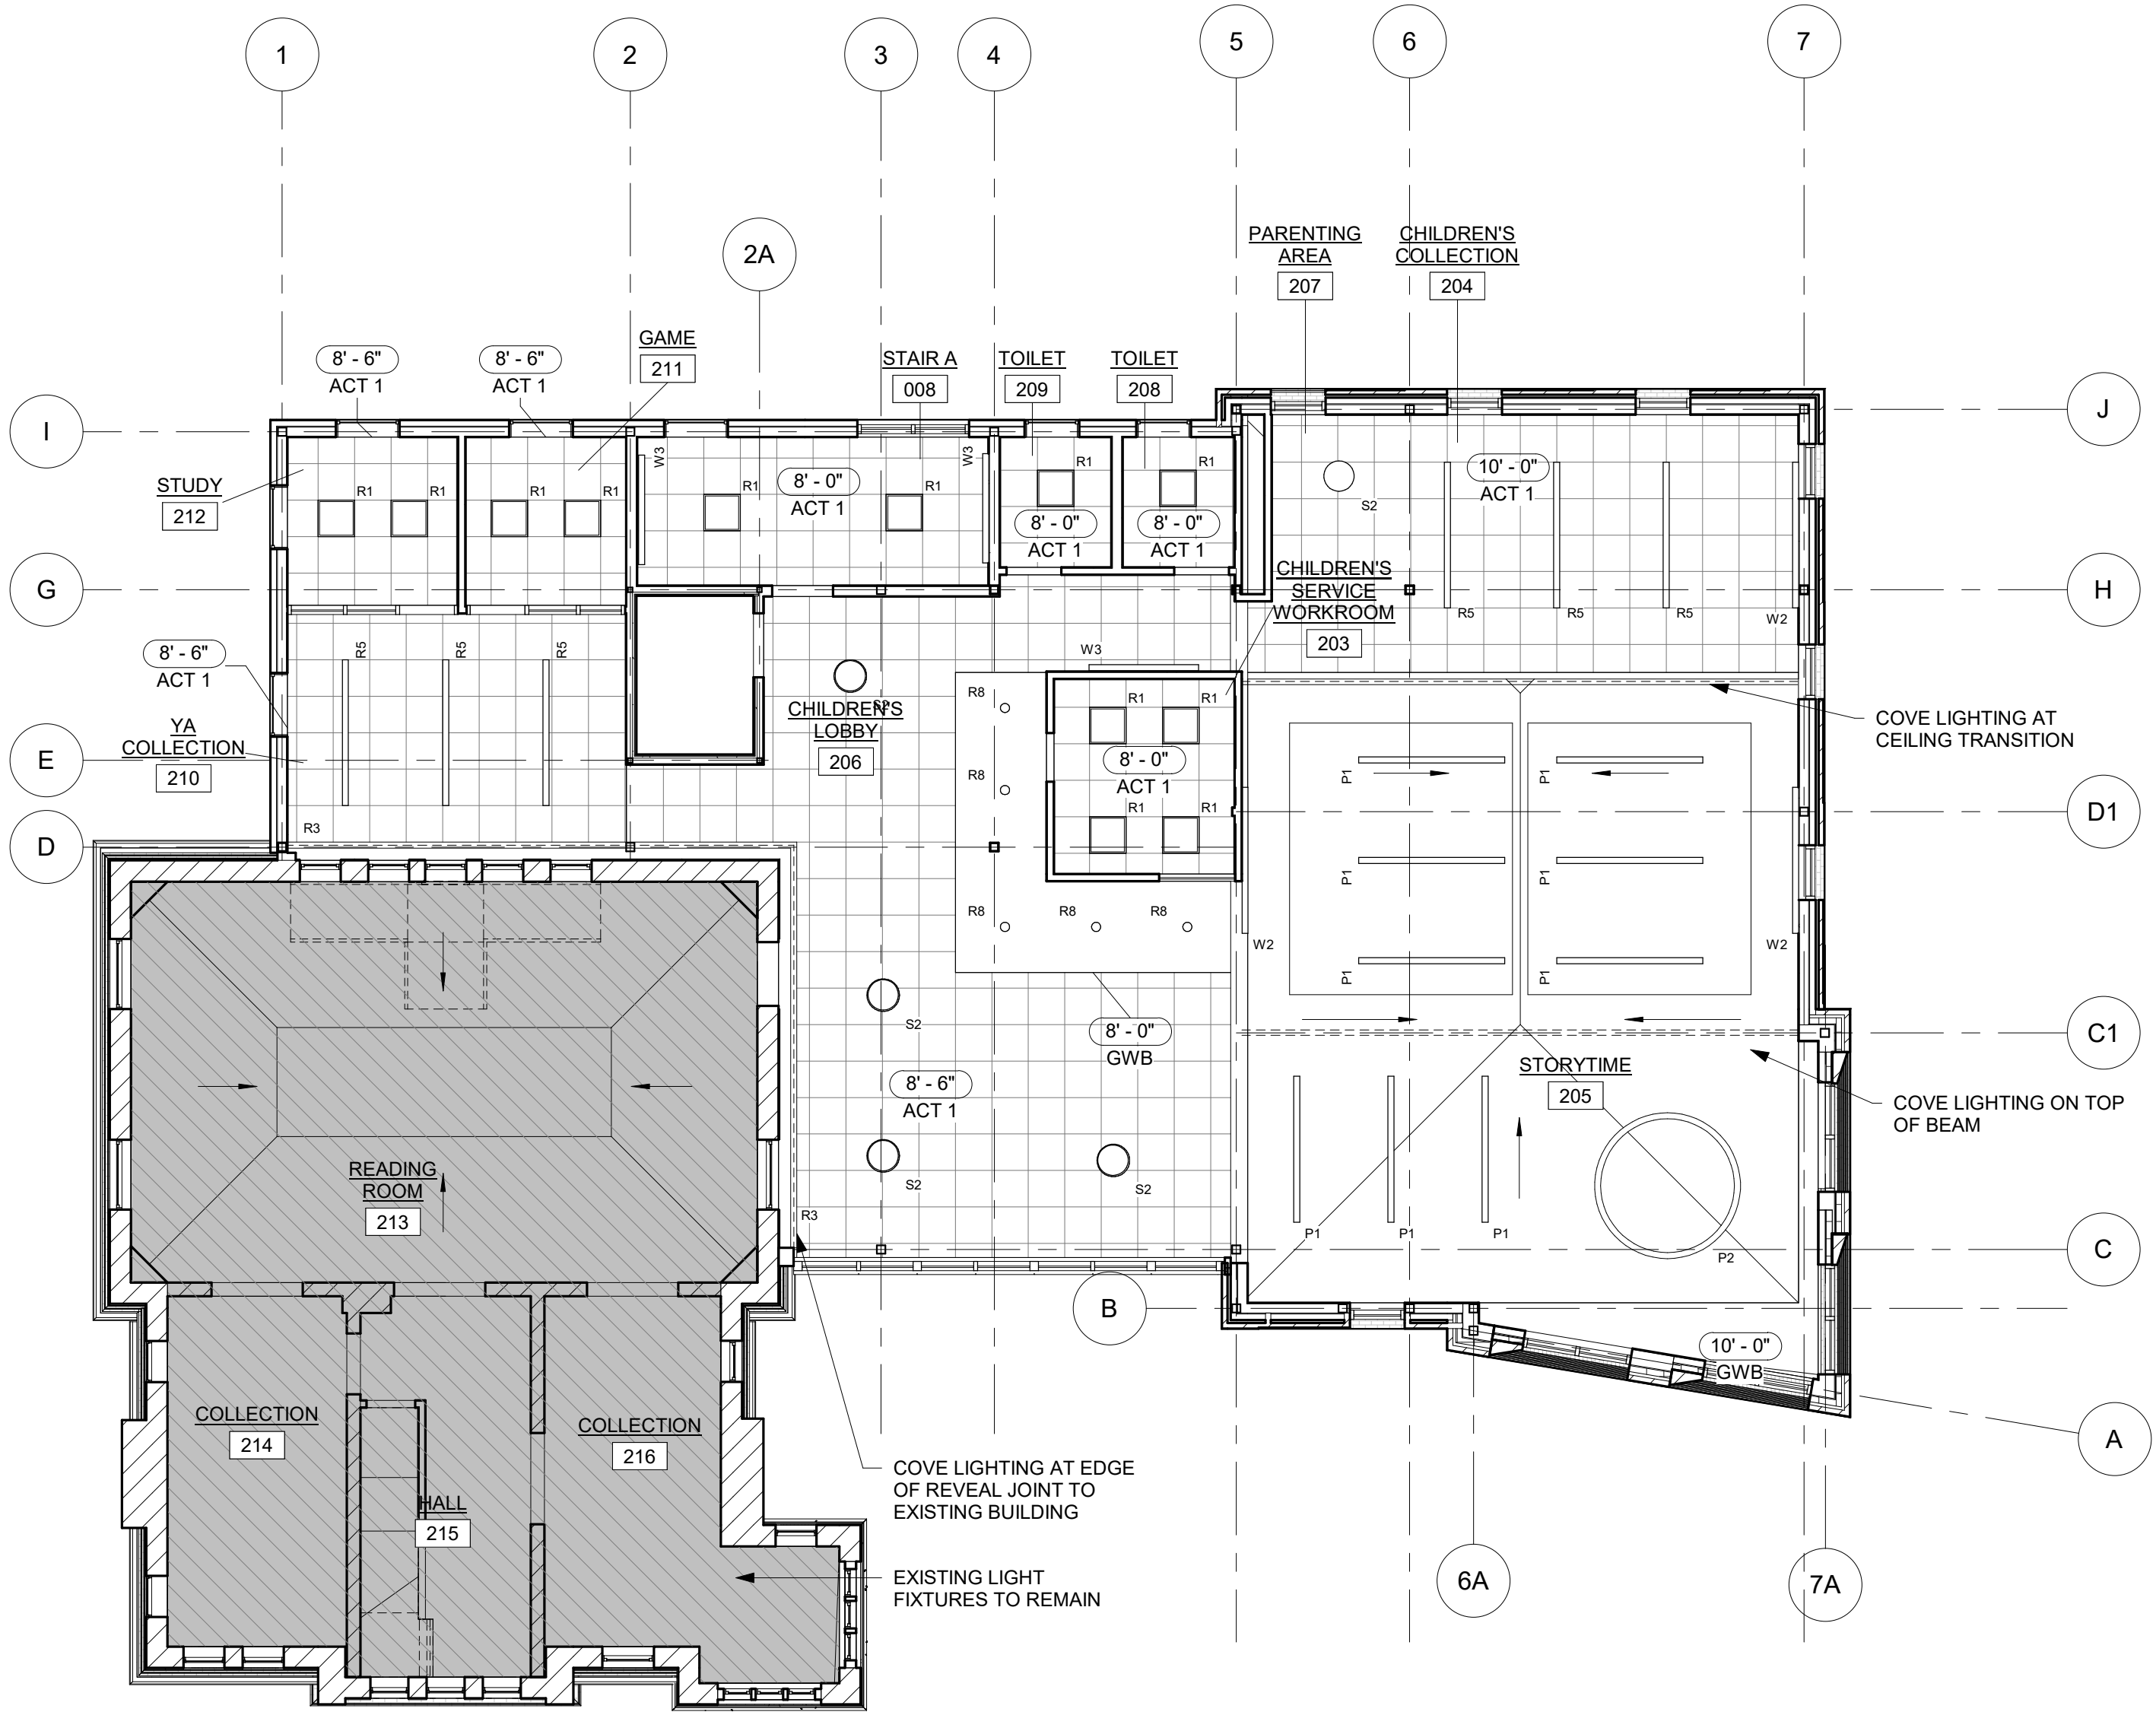 1
2
3
4
5
6
7
2A
PARENTING
AREA
207
CHILDREN'S
COLLECTION
204
8' - 6"
ACT 1
8' - 6"
ACT 1
GAME
211
STAIR A
008
TOILET
209
TOILET
208
I
J
STUDY
212
R1
R1
R1
R1
W3
R1
8' - 0"
ACT 1
R1
W3
R1
8' - 0"
ACT 1
R1
8' - 0"
ACT 1
S2
10' - 0"
ACT 1
G
H
CHILDREN'S
SERVICE
WORKROOM
203
R5
R5
R5
W2
8' - 6"
ACT 1
R5
R5
R5
W3
YA
COLLECTION
210
S2
CHILDREN'S
LOBBY
206
R8
R8
R8
R8
R8
R1
R1
8' - 0"
ACT 1
R1
R1
COVE LIGHTING AT
CEILING TRANSITION
E
D
D1
R3
P1
P1
P1
P1
P1
P1
W2
W2
S2
8' - 0"
GWB
C1
8' - 6"
ACT 1
STORYTIME
205
COVE LIGHTING ON TOP
OF BEAM
READING
ROOM
213
S2
S2
R3
P1
P1
P1
P2
C
B
10' - 0"
GWB
A
COLLECTION
214
COLLECTION
216
HALL
215
COVE LIGHTING AT EDGE
OF REVEAL JOINT TO
EXISTING BUILDING
EXISTING LIGHT
FIXTURES TO REMAIN
6A
7A